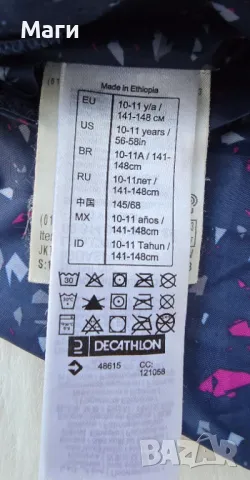 Маги
Made in Ethiopia
EU 10-11 y/a / 141-148 см
US 10-11 years / 56-58in
BR 10-11A / 141-148cm
RU 10-11лет / 141-148cm
中国 145/68
MX 10-11 años / 141-148cm
ID 10-11 Tahun / 141-148cm
30
DECATHLON
48615 CC: 121058
bazar.bg